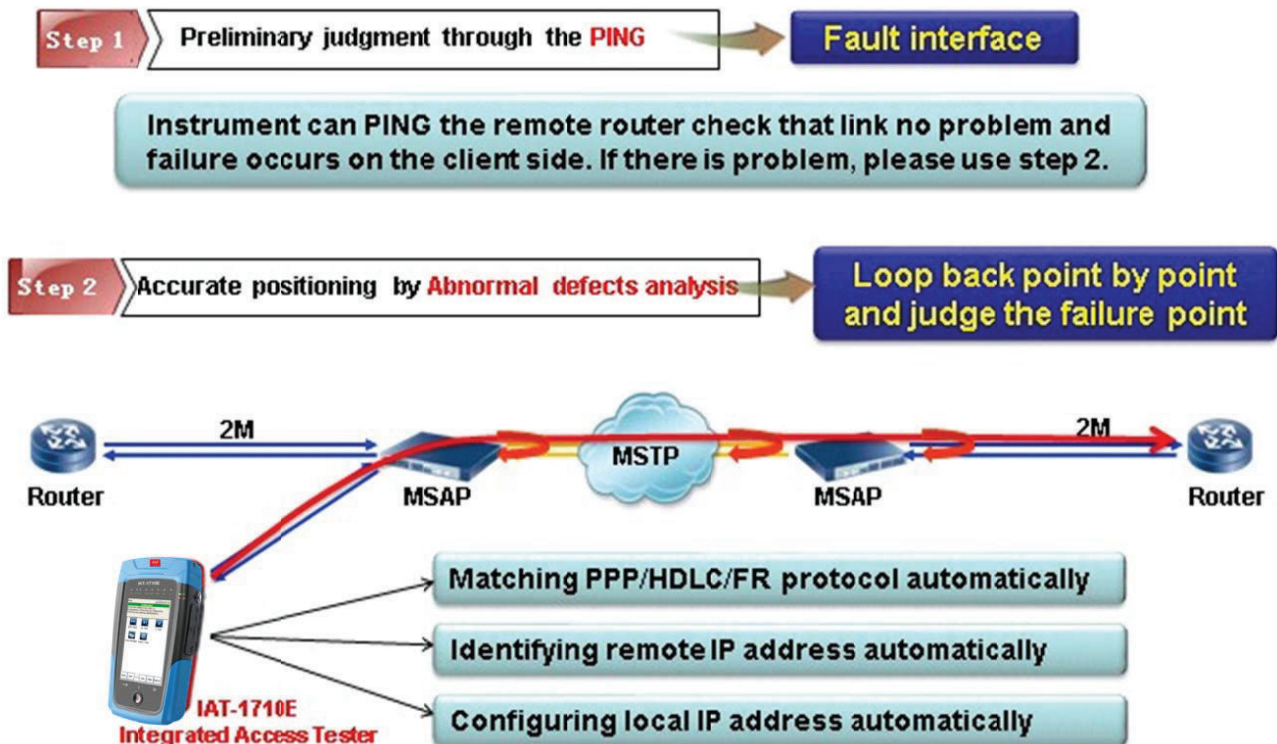 Step 1
Preliminary judgment through the PING
Fault interface
Instrument can PING the remote router check that link no problem and
failure occurs on the client side. If there is problem, please use step 2.
Step 2
Accurate positioning by Abnormal defects analysis
Loop back point by point
and judge the failure point
2M
MSTP
2M
Router
MSAP
MSAP
Router
IAT-1710E
Matching PPP/HDLC/FR protocol automatically
Identifying remote IP address automatically
Configuring local IP address automatically
IAT-1710E
Integrated Access Tester